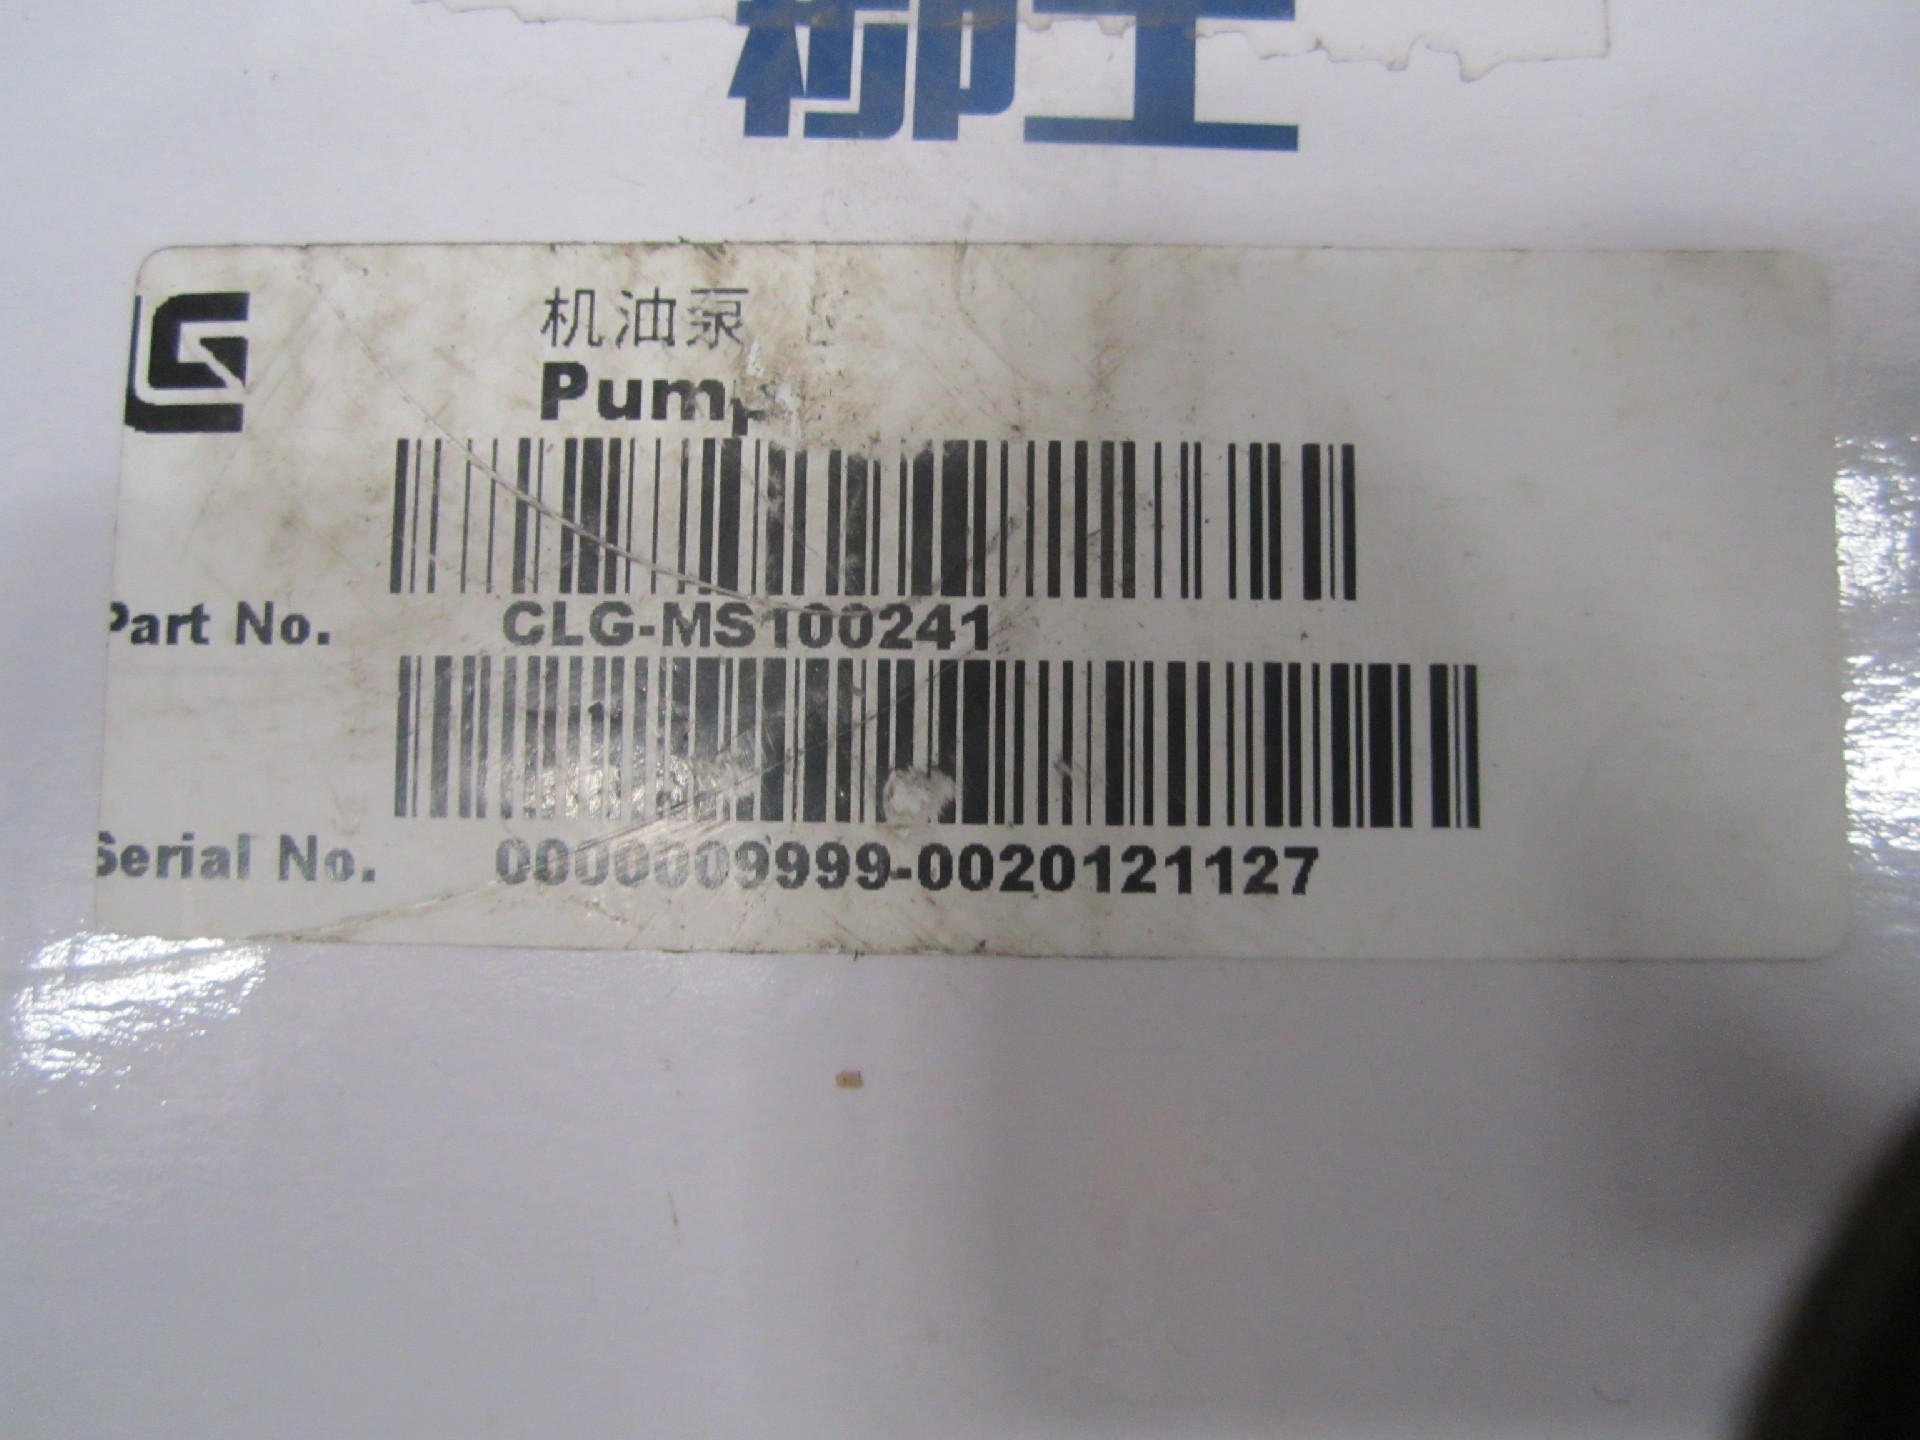 柳工
机油泵
Pump
Part No. CLG-MS100241
Serial No. 0000009999-0020121127